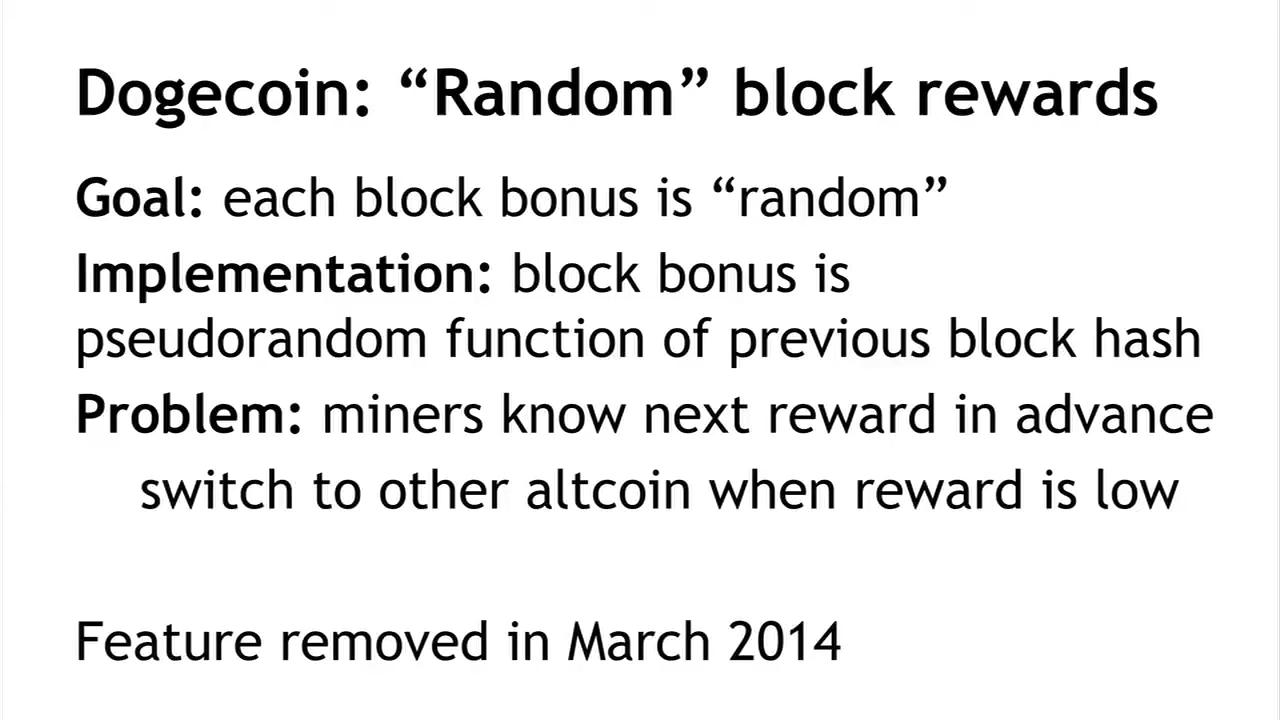 Dogecoin: “Random” block rewards
Goal: each block bonus is “random”
Implementation: block bonus is
pseudorandom function of previous block hash
Problem: miners know next reward in advance
switch to other altcoin when reward is low
Feature removed in March 2014